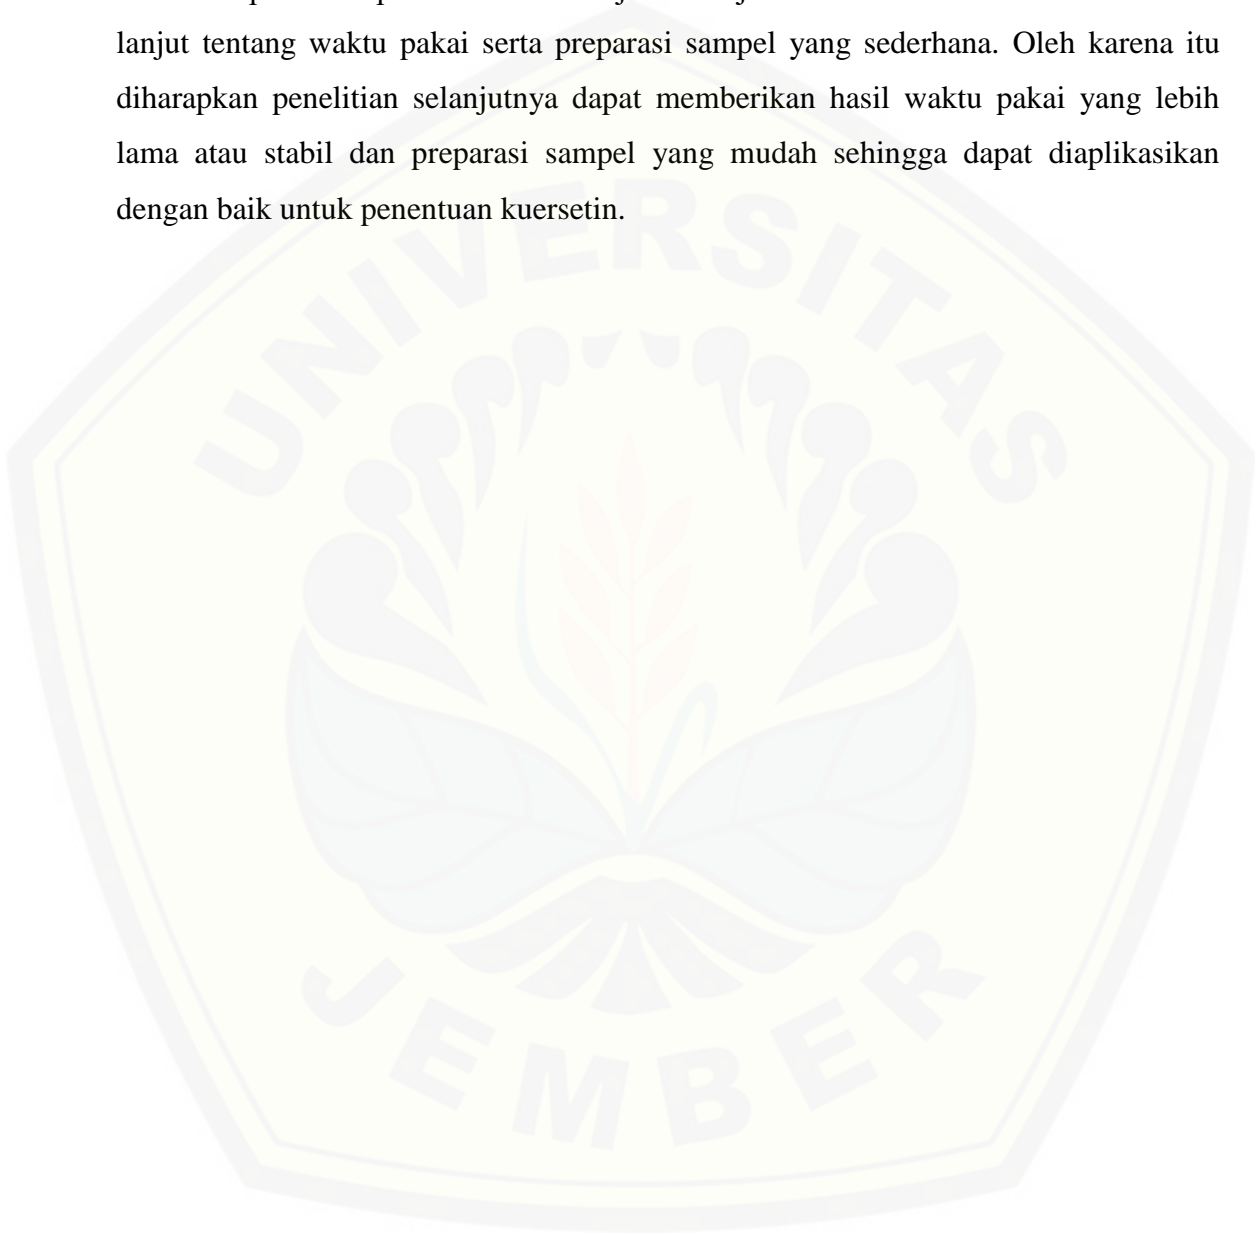 lanjut tentang waktu pakai serta preparasi sampel yang sederhana. Oleh karena itu
diharapkan penelitian selanjutnya dapat memberikan hasil waktu pakai yang lebih
lama atau stabil dan preparasi sampel yang mudah sehingga dapat diaplikasikan
dengan baik untuk penentuan kuersetin.
UNIVERSITAS
JEMBER